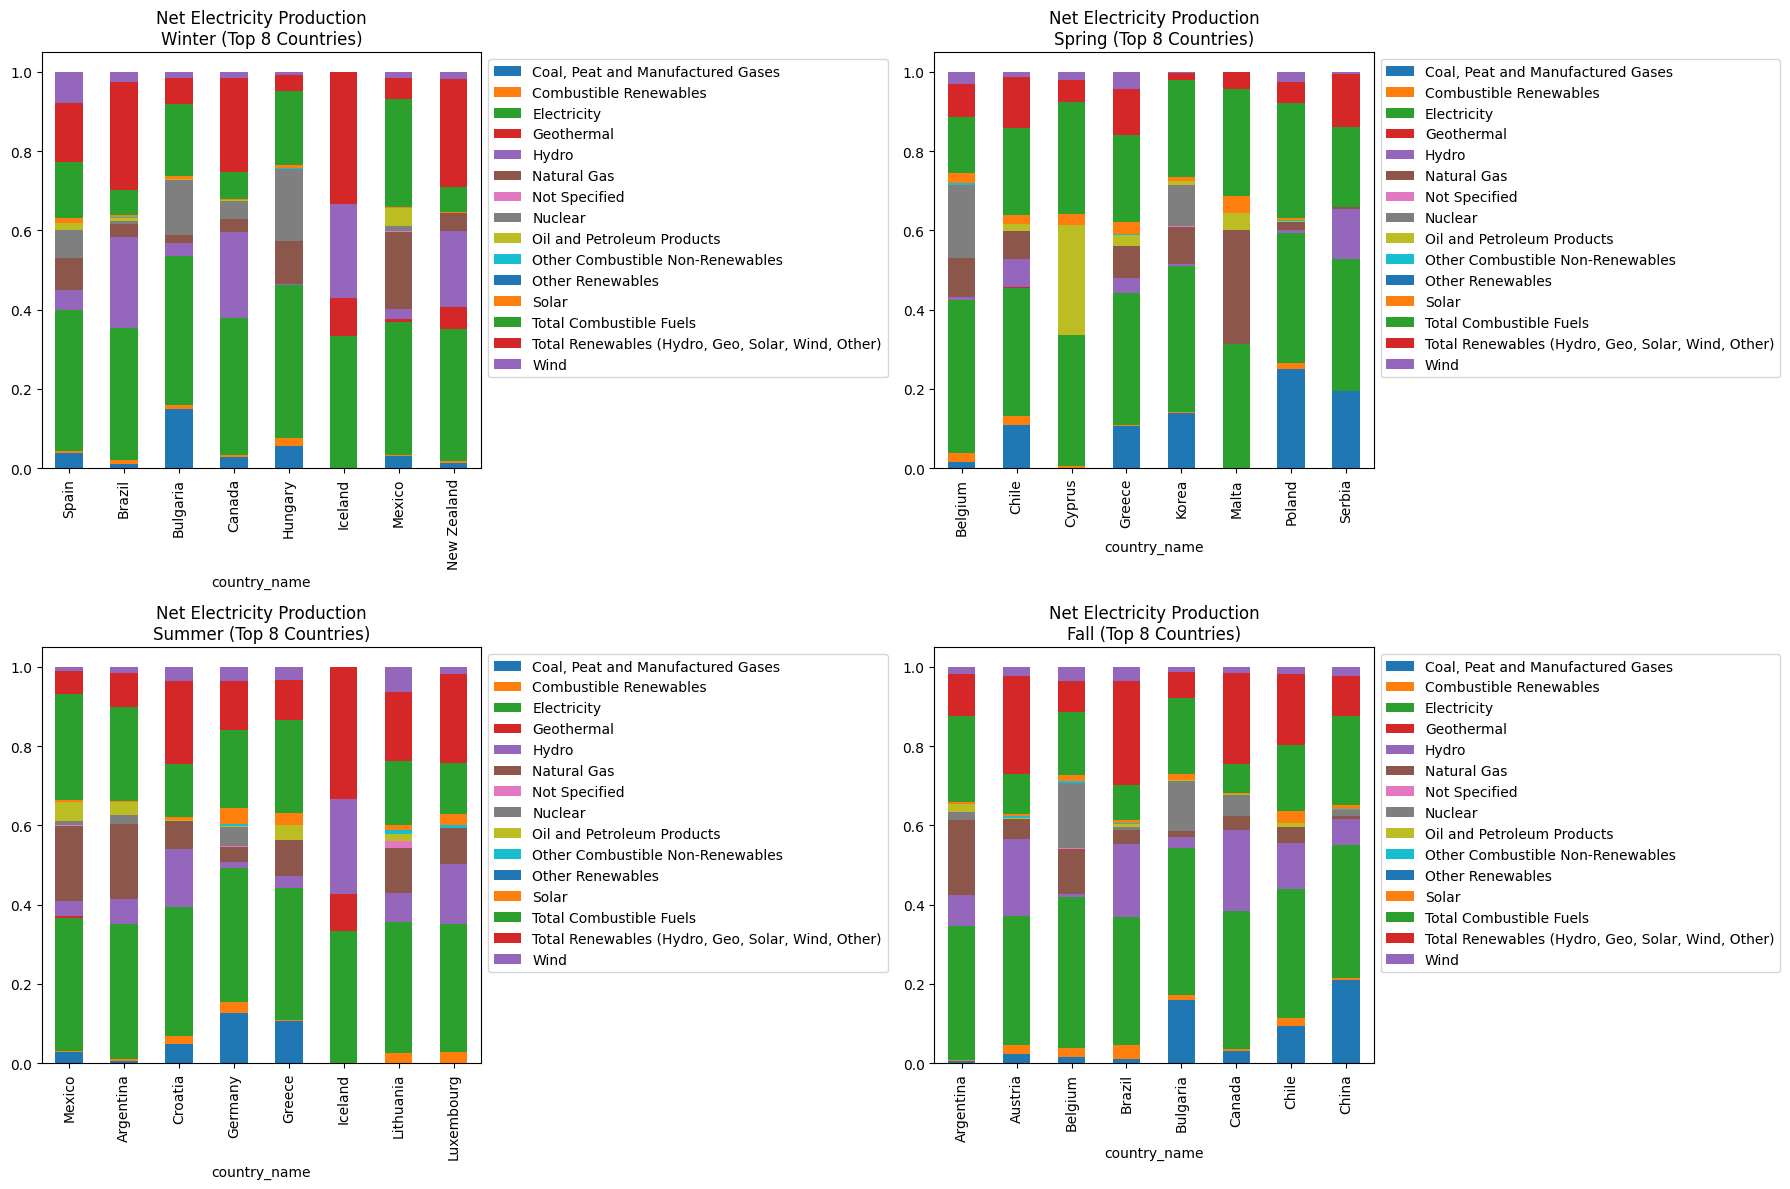 Net Electricity Production
Winter (Top 8 Countries)
1.0
0.8
0.6
0.4
0.2
0.0
Spain
Brazil
Bulgaria
Canada
Hungary
Iceland
Mexico
New Zealand
country_name
Coal, Peat and Manufactured Gases
Combustible Renewables
Electricity
Geothermal
Hydro
Natural Gas
Not Specified
Nuclear
Oil and Petroleum Products
Other Combustible Non-Renewables
Other Renewables
Solar
Total Combustible Fuels
Total Renewables (Hydro, Geo, Solar, Wind, Other)
Wind
Net Electricity Production
Spring (Top 8 Countries)
1.0
0.8
0.6
0.4
0.2
0.0
Belgium
Chile
Cyprus
Greece
Korea
Malta
Poland
Serbia
country_name
Coal, Peat and Manufactured Gases
Combustible Renewables
Electricity
Geothermal
Hydro
Natural Gas
Not Specified
Nuclear
Oil and Petroleum Products
Other Combustible Non-Renewables
Other Renewables
Solar
Total Combustible Fuels
Total Renewables (Hydro, Geo, Solar, Wind, Other)
Wind
Net Electricity Production
Summer (Top 8 Countries)
1.0
0.8
0.6
0.4
0.2
0.0
Mexico
Argentina
Croatia
Germany
Greece
Iceland
Lithuania
Luxembourg
country_name
Coal, Peat and Manufactured Gases
Combustible Renewables
Electricity
Geothermal
Hydro
Natural Gas
Not Specified
Nuclear
Oil and Petroleum Products
Other Combustible Non-Renewables
Other Renewables
Solar
Total Combustible Fuels
Total Renewables (Hydro, Geo, Solar, Wind, Other)
Wind
Net Electricity Production
Fall (Top 8 Countries)
1.0
0.8
0.6
0.4
0.2
0.0
Argentina
Austria
Belgium
Brazil
Bulgaria
Canada
Chile
China
country_name
Coal, Peat and Manufactured Gases
Combustible Renewables
Electricity
Geothermal
Hydro
Natural Gas
Not Specified
Nuclear
Oil and Petroleum Products
Other Combustible Non-Renewables
Other Renewables
Solar
Total Combustible Fuels
Total Renewables (Hydro, Geo, Solar, Wind, Other)
Wind